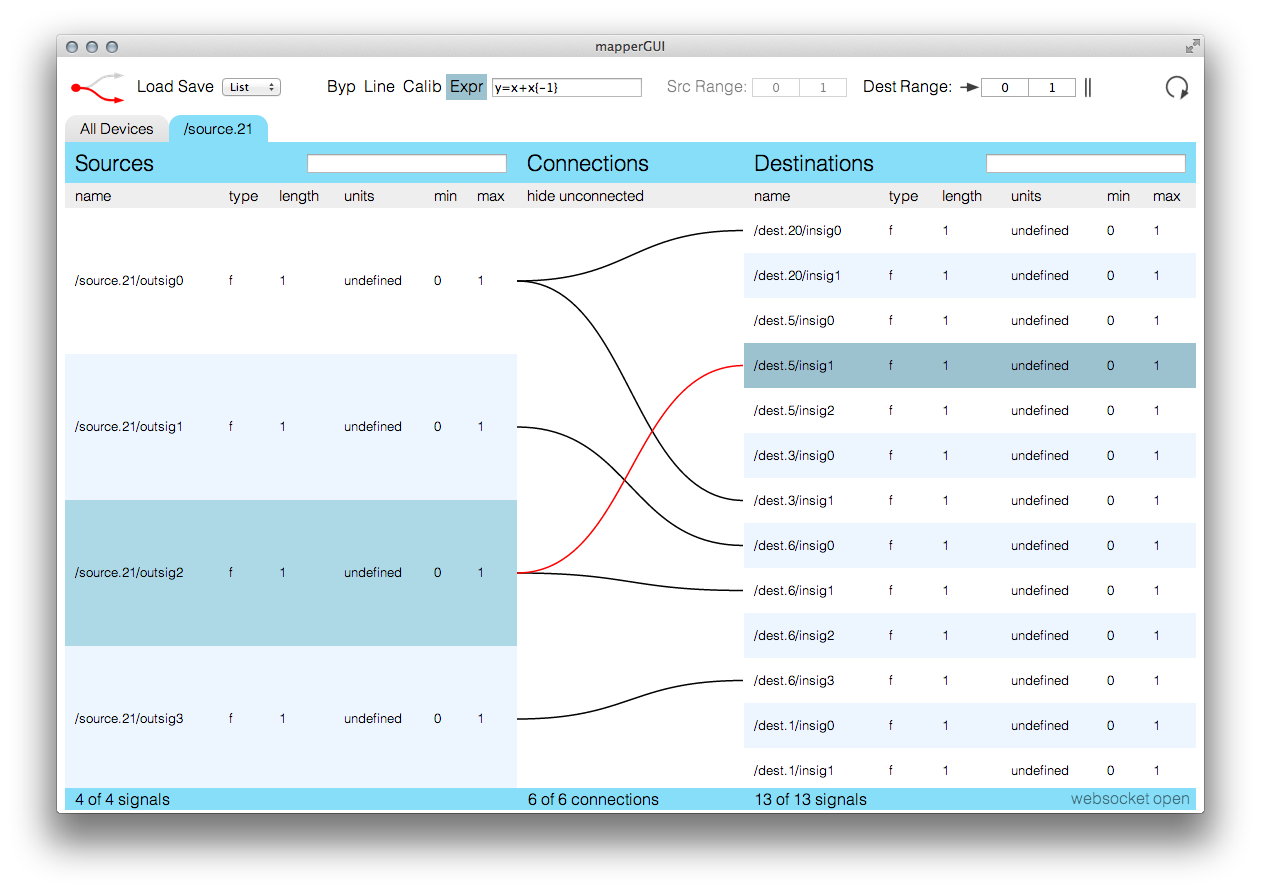 mapperGUI
Load Save List Byp Line Calib Expr y=x+x{-1} Src Range: 0 1 Dest Range: 0 1
All Devices /source.21
Sources Connections Destinations
name type length units min max hide unconnected name type length units min max
/dest.20/insig0 f 1 undefined 0 1
/dest.20/insig1 f 1 undefined 0 1
/source.21/outsig0 f 1 undefined 0 1
/dest.5/insig0 f 1 undefined 0 1
/dest.5/insig1 f 1 undefined 0 1
/dest.5/insig2 f 1 undefined 0 1
/source.21/outsig1 f 1 undefined 0 1
/dest.3/insig0 f 1 undefined 0 1
/dest.3/insig1 f 1 undefined 0 1
/dest.6/insig0 f 1 undefined 0 1
/source.21/outsig2 f 1 undefined 0 1
/dest.6/insig1 f 1 undefined 0 1
/dest.6/insig2 f 1 undefined 0 1
/dest.6/insig3 f 1 undefined 0 1
/source.21/outsig3 f 1 undefined 0 1
/dest.1/insig0 f 1 undefined 0 1
/dest.1/insig1 f 1 undefined 0 1
4 of 4 signals 6 of 6 connections 13 of 13 signals websocket open